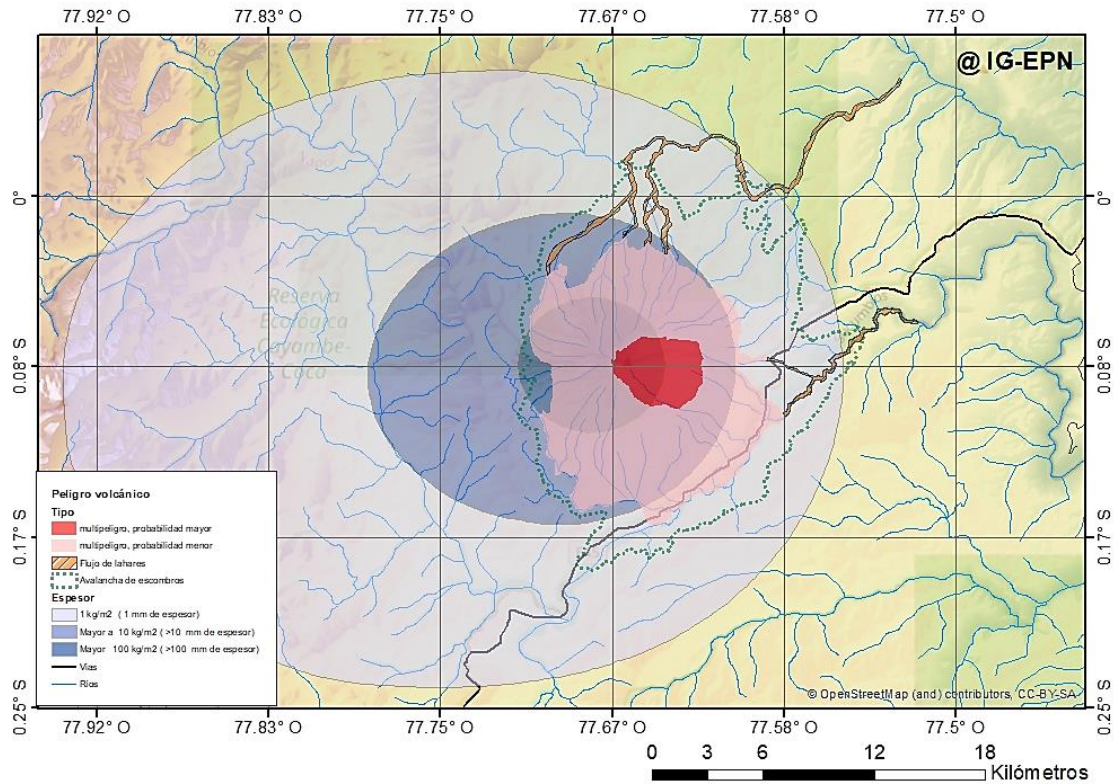 77.92° O 77.83° O 77.75° O 77.67° O 77.58° O 77.5° O
@ IG-EPN
0° 0°
Reserva
Ecológica
Cayambe-
Coca
0.08° S 0.08° S
0.17° S 0.17° S
0.25° S 0.25° S
Peligro volcánico
Tipo
multipeligro, probabilidad mayor
multipeligro, probabilidad menor
Flujo de lahares
Avalancha de escombros
Espesor
1 kg/m2 ( 1 mm de espesor)
Mayor a 10 kg/m2 ( >10 mm de espesor)
Mayor 100 kg/m2 ( >100 mm de espesor)
Vías
Ríos
© OpenStreetMap (and) contributors, CC-BY-SA
77.92° O 77.83° O 77.75° O 77.67° O 77.58° O 77.5° O
0 3 6 12 18
Kilómetros